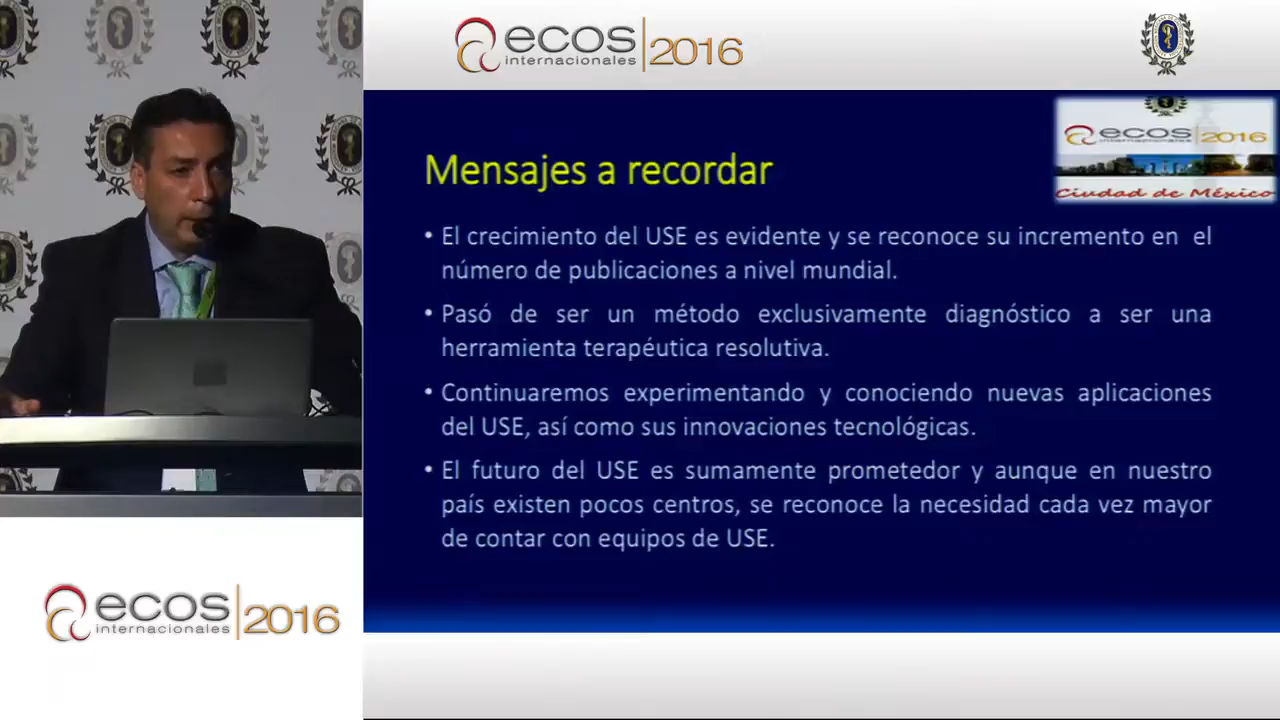 ecos
internacionales
2016
ecos
internacionales
2016
Ciudad de México
Mensajes a recordar
• El crecimiento del USE es evidente y se reconoce su incremento en el
número de publicaciones a nivel mundial.
• Pasó de ser un método exclusivamente diagnóstico a ser una
herramienta terapéutica resolutiva.
• Continuaremos experimentando y conociendo nuevas aplicaciones
del USE, así como sus innovaciones tecnológicas.
• El futuro del USE es sumamente prometedor y aunque en nuestro
país existen pocos centros, se reconoce la necesidad cada vez mayor
de contar con equipos de USE.
ecos
internacionales
2016